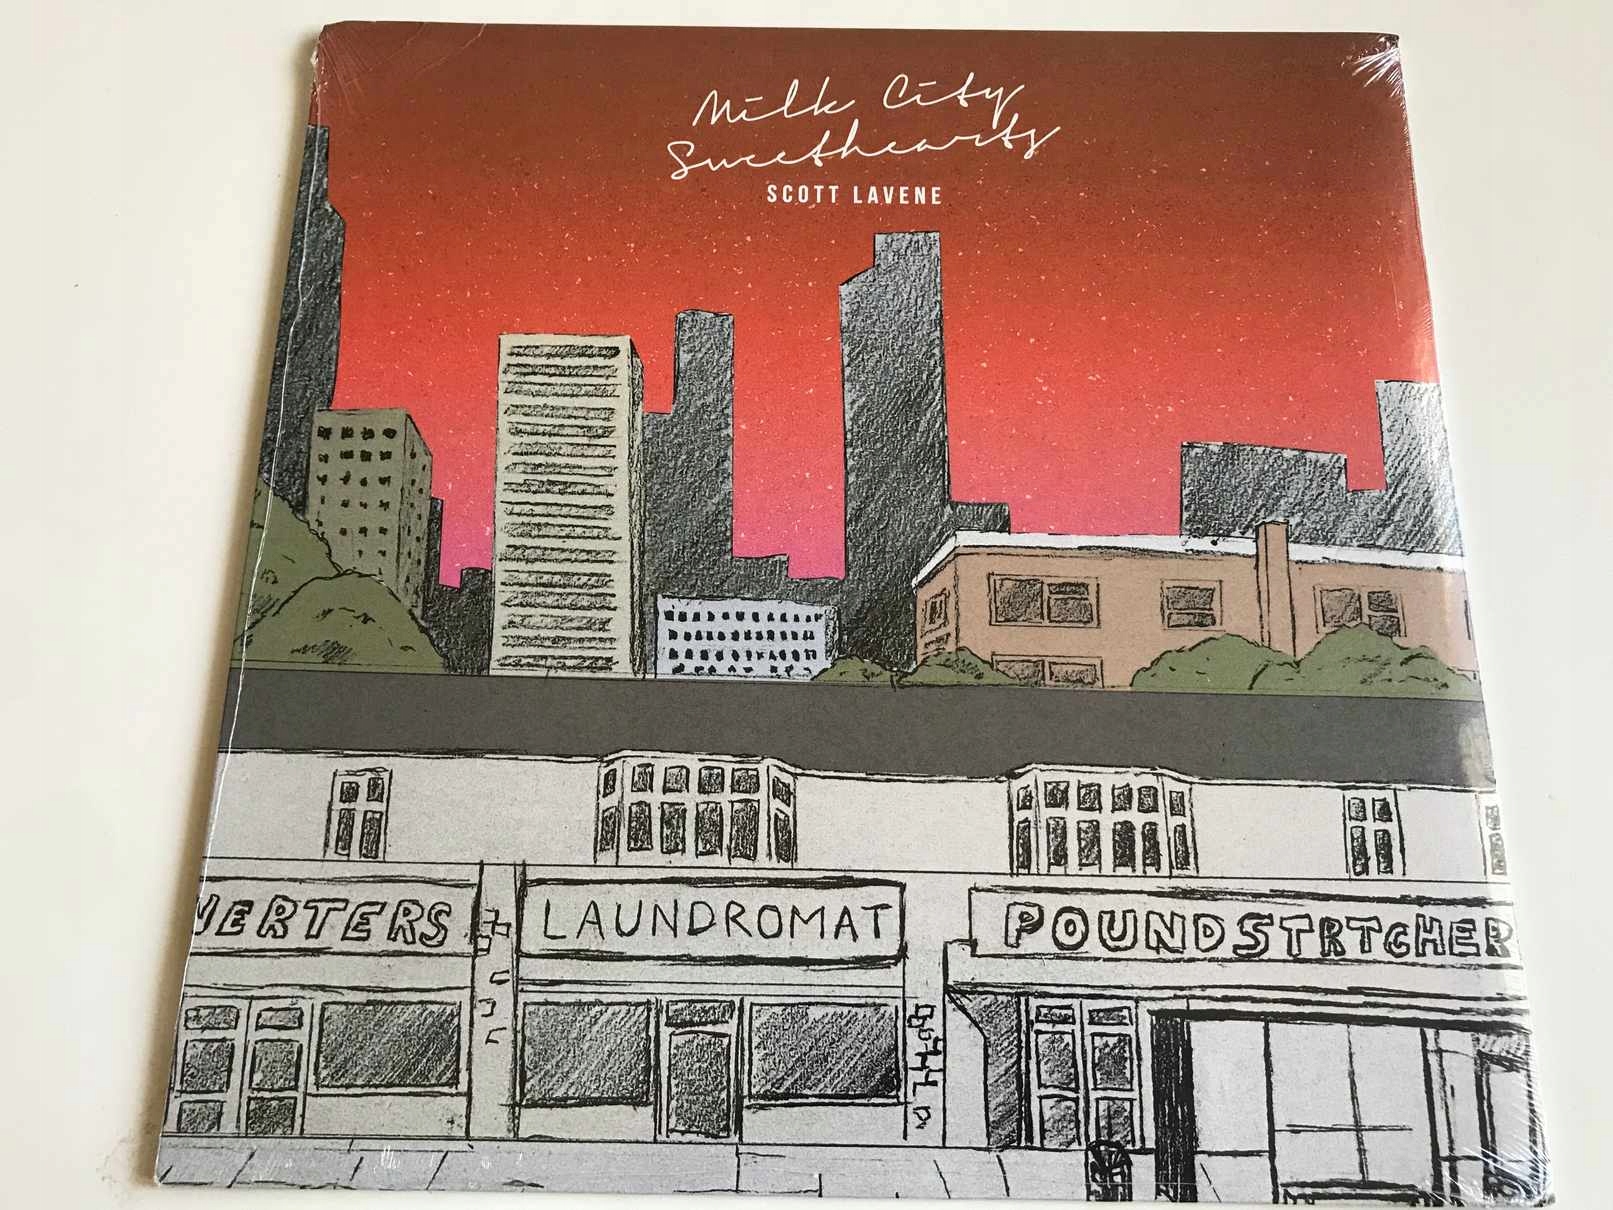 Milk City
Sweethearts
SCOTT LAVENE
VERTERS
LAUNDROMAT
POUNDSTRTCHER